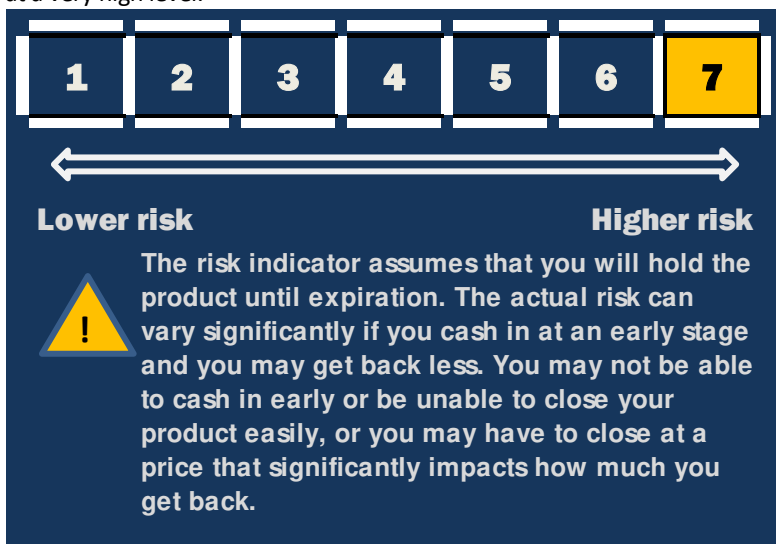 at a very high level.
1 2 3 4 5 6 7
Lower risk Higher risk
The risk indicator assumes that you will hold the
product until expiration. The actual risk can
vary significantly if you cash in at an early stage
and you may get back less. You may not be able
to cash in early or be unable to close your
product easily, or you may have to close at a
price that significantly impacts how much you
get back.
!